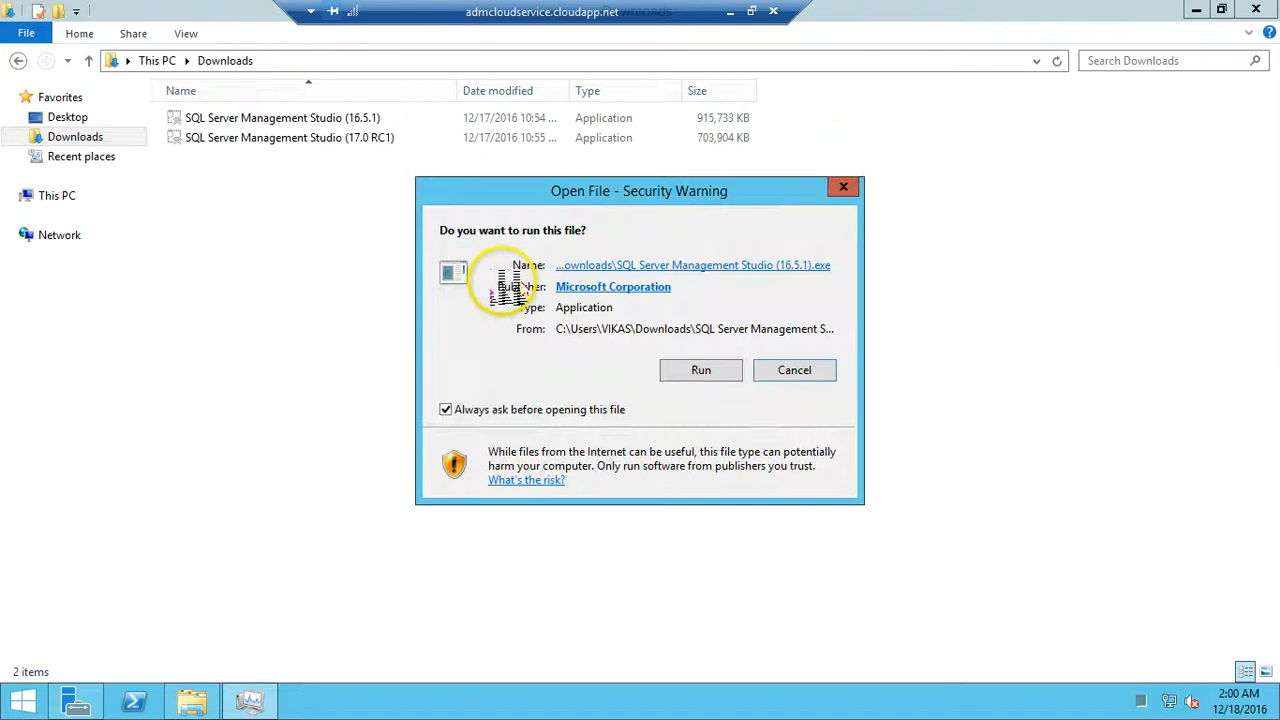 admcloudservice.cloudapp.net
File Home Share View
This PC Downloads Search Downloads
Name Date modified Type Size
Favorites
Desktop
Downloads
Recent places
This PC
Network
SQL Server Management Studio (16.5.1) 12/17/2016 10:54 ... Application 915,733 KB
SQL Server Management Studio (17.0 RC1) 12/17/2016 10:55 ... Application 703,904 KB
Open File - Security Warning
Do you want to run this file?
Name: ...ownloads\SQL Server Management Studio (16.5.1).exe
Microsoft Corporation
Type: Application
From: C:\Users\VIKAS\Downloads\SQL Server Management S...
Run Cancel
Always ask before opening this file
While files from the Internet can be useful, this file type can potentially
harm your computer. Only run software from publishers you trust.
What's the risk?
2 items
2:00 AM
12/18/2016